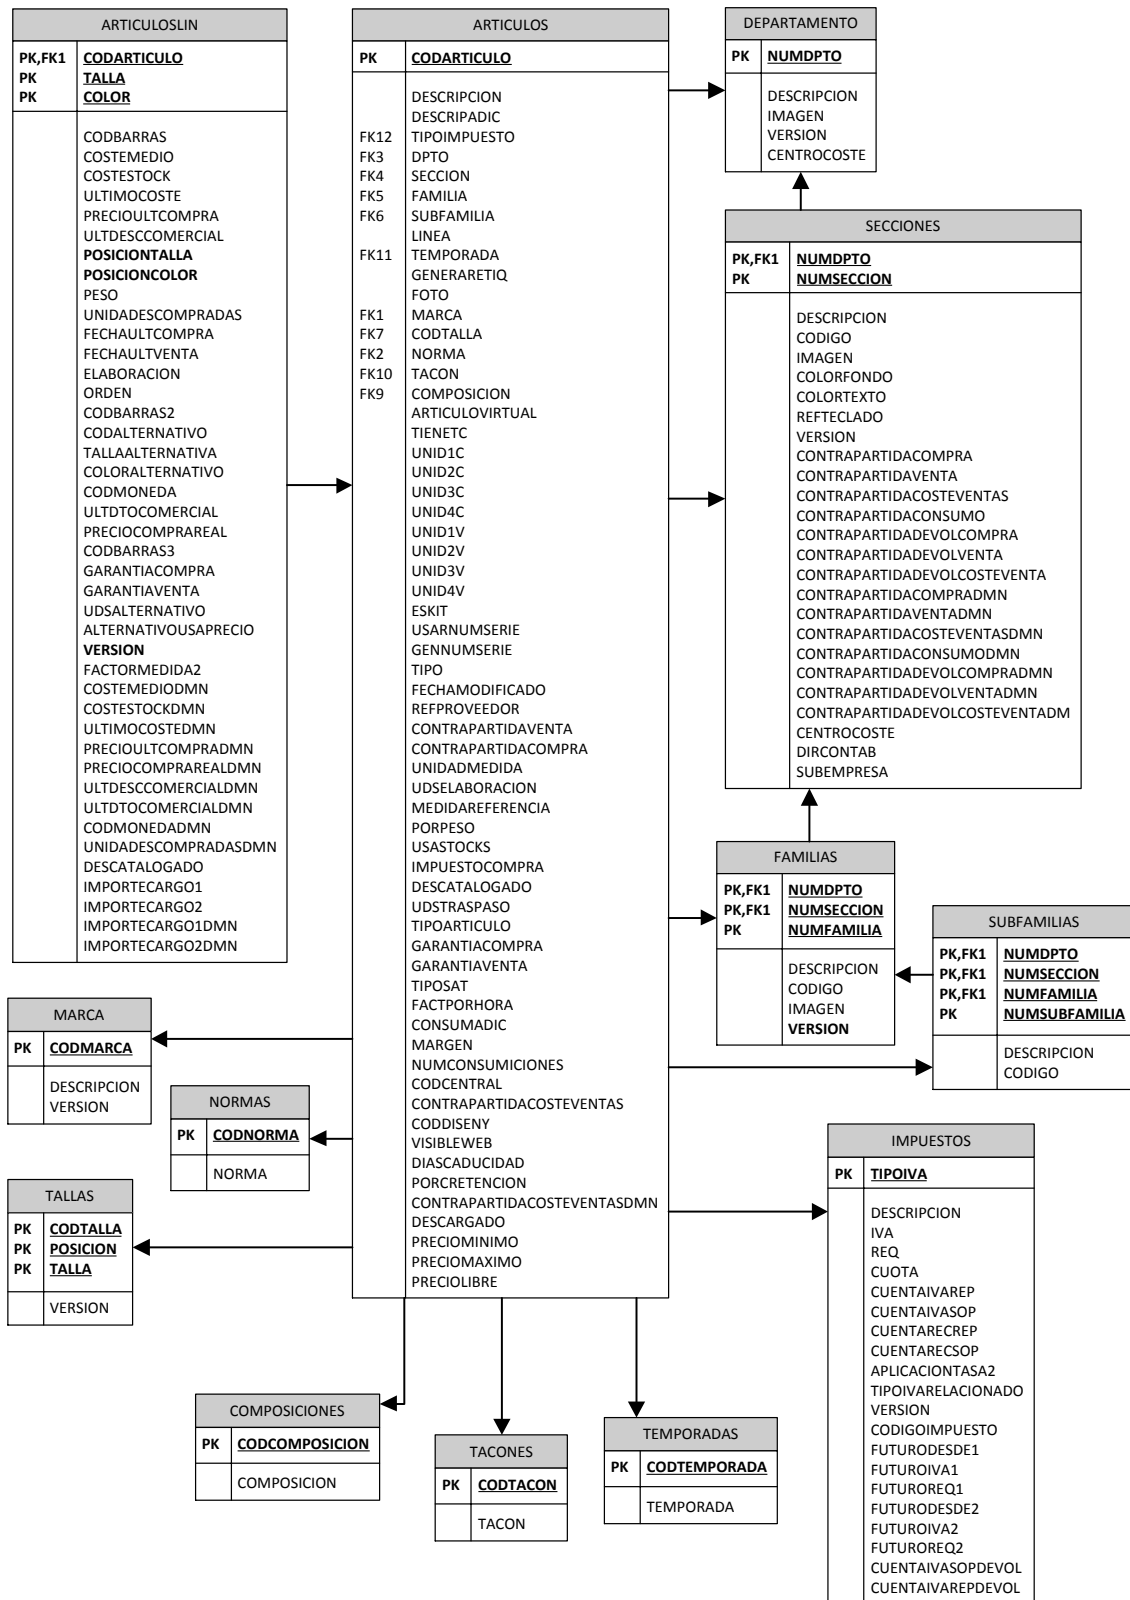 ARTICULOSLIN
PK,FK1 CODARTICULO
PK TALLA
PK COLOR
CODBARRAS
COSTEMEDIO
COSTESTOCK
ULTIMOCOSTE
PRECIOULTCOMPRA
ULTDESCCOMERCIAL
POSICIONTALLA
POSICIONCOLOR
PESO
UNIDADESCOMPRADAS
FECHAULTCOMPRA
FECHAULTVENTA
ELABORACION
ORDEN
CODBARRAS2
CODALTERNATIVO
TALLAALTERNATIVA
COLORALTERNATIVO
CODMONEDA
ULTDTOCOMERCIAL
PRECIOCOMPRAREAL
CODBARRAS3
GARANTIACOMPRA
GARANTIAVENTA
UDSALTERNATIVO
ALTERNATIVOUSAPRECIO
VERSION
FACTORMEDIDA2
COSTEMEDIODMN
COSTESTOCKDMN
ULTIMOCOSTEDMN
PRECIOULTCOMPRADMN
PRECIOCOMPRAREALDMN
ULTDESCCOMERCIALDMN
ULTDTOCOMERCIALDMN
CODMONEDADMN
UNIDADESCOMPRADASDMN
DESCATALOGADO
IMPORTECARGO1
IMPORTECARGO2
IMPORTECARGO1DMN
IMPORTECARGO2DMN
ARTICULOS
PK CODARTICULO
DESCRIPCION
DESCRIPADIC
FK12 TIPOIMPUESTO
FK3 DPTO
FK4 SECCION
FK5 FAMILIA
FK6 SUBFAMILIA
LINEA
FK11 TEMPORADA
GENERARETIQ
FOTO
FK1 MARCA
FK7 CODTALLA
FK2 NORMA
FK10 TACON
FK9 COMPOSICION
ARTICULOVIRTUAL
TIENETC
UNID1C
UNID2C
UNID3C
UNID4C
UNID1V
UNID2V
UNID3V
UNID4V
ESKIT
USARNUMSERIE
GENNUMSERIE
TIPO
FECHAMODIFICADO
REFPROVEEDOR
CONTRAPARTIDAVENTA
CONTRAPARTIDACOMPRA
UNIDADMEDIDA
UDSELABORACION
MEDIDAREFERENCIA
PORPESO
USASTOCKS
IMPUESTOCOMPRA
DESCATALOGADO
UDSTRASPASO
TIPOARTICULO
GARANTIACOMPRA
GARANTIAVENTA
TIPOSAT
FACTPORHORA
CONSUMADIC
MARGEN
NUMCONSUMICIONES
CODCENTRAL
CONTRAPARTIDACOSTEVENTAS
CODDISENY
VISIBLEWEB
DIASCADUCIDAD
PORCRETENCION
CONTRAPARTIDACOSTEVENTASDMN
DESCARGADO
PRECIOMINIMO
PRECIOMAXIMO
PRECIOLIBRE
DEPARTAMENTO
PK NUMDPTO
DESCRIPCION
IMAGEN
VERSION
CENTROCOSTE
SECCIONES
PK,FK1 NUMDPTO
PK NUMSECCION
DESCRIPCION
CODIGO
IMAGEN
COLORFONDO
COLORTEXTO
REFTECLADO
VERSION
CONTRAPARTIDACOMPRA
CONTRAPARTIDAVENTA
CONTRAPARTIDACOSTEVENTAS
CONTRAPARTIDACONSUMO
CONTRAPARTIDADEVOLCOMPRA
CONTRAPARTIDADEVOLVENTA
CONTRAPARTIDADEVOLCOSTEVENTA
CONTRAPARTIDACOMPRADMN
CONTRAPARTIDAVENTADMN
CONTRAPARTIDACOSTEVENTASDMN
CONTRAPARTIDACONSUMODMN
CONTRAPARTIDADEVOLCOMPRADMN
CONTRAPARTIDADEVOLVENTADMN
CONTRAPARTIDADEVOLCOSTEVENTADM
CENTROCOSTE
DIRCONTAB
SUBEMPRESA
FAMILIAS
PK,FK1 NUMDPTO
PK,FK1 NUMSECCION
PK NUMFAMILIA
DESCRIPCION
CODIGO
IMAGEN
VERSION
SUBFAMILIAS
PK,FK1 NUMDPTO
PK,FK1 NUMSECCION
PK,FK1 NUMFAMILIA
PK NUMSUBFAMILIA
DESCRIPCION
CODIGO
MARCA
PK CODMARCA
DESCRIPCION
VERSION
NORMAS
PK CODNORMA
NORMA
TALLAS
PK CODTALLA
PK POSICION
PK TALLA
VERSION
IMPUESTOS
PK TIPOIVA
DESCRIPCION
IVA
REQ
CUOTA
CUENTAIVAREP
CUENTAIVASOP
CUENTARECREP
CUENTARECSOP
APLICACIONTASA2
TIPOIVARELACIONADO
VERSION
CODIGOIMPUESTO
FUTURODESDE1
FUTUROIVA1
FUTUROREQ1
FUTURODESDE2
FUTUROIVA2
FUTUROREQ2
CUENTAIVASOPDEVOL
CUENTAIVAREPDEVOL
COMPOSICIONES
PK CODCOMPOSICION
COMPOSICION
TACONES
PK CODTACON
TACON
TEMPORADAS
PK CODTEMPORADA
TEMPORADA